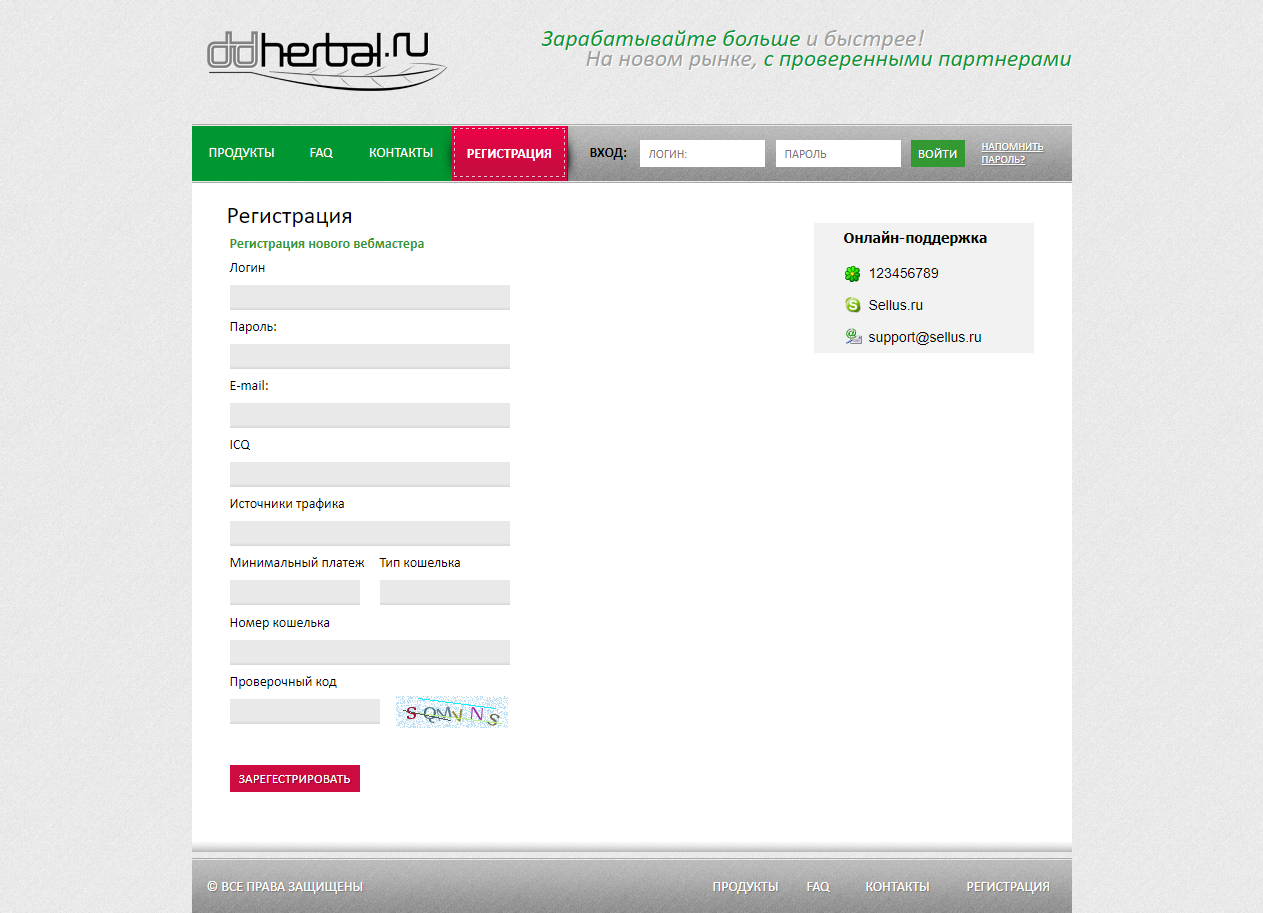 ddherbal.ru
Зарабатывайте больше и быстрее!
На новом рынке, с проверенными партнерами
ПРОДУКТЫ FAQ КОНТАКТЫ РЕГИСТРАЦИЯ ВХОД: ЛОГИН: ПАРОЛЬ ВОЙТИ НАПОМНИТЬ
ПАРОЛЬ?
Регистрация
Регистрация нового вебмастера
Логин
Пароль:
E-mail:
ICQ
Источники трафика
Минимальный платеж Тип кошелька
Номер кошелька
Проверочный код
SQMVNS
ЗАРЕГЕСТРИРОВАТЬ
Онлайн-поддержка
123456789
Sellus.ru
support@sellus.ru
© ВСЕ ПРАВА ЗАЩИЩЕНЫ ПРОДУКТЫ FAQ КОНТАКТЫ РЕГИСТРАЦИЯ